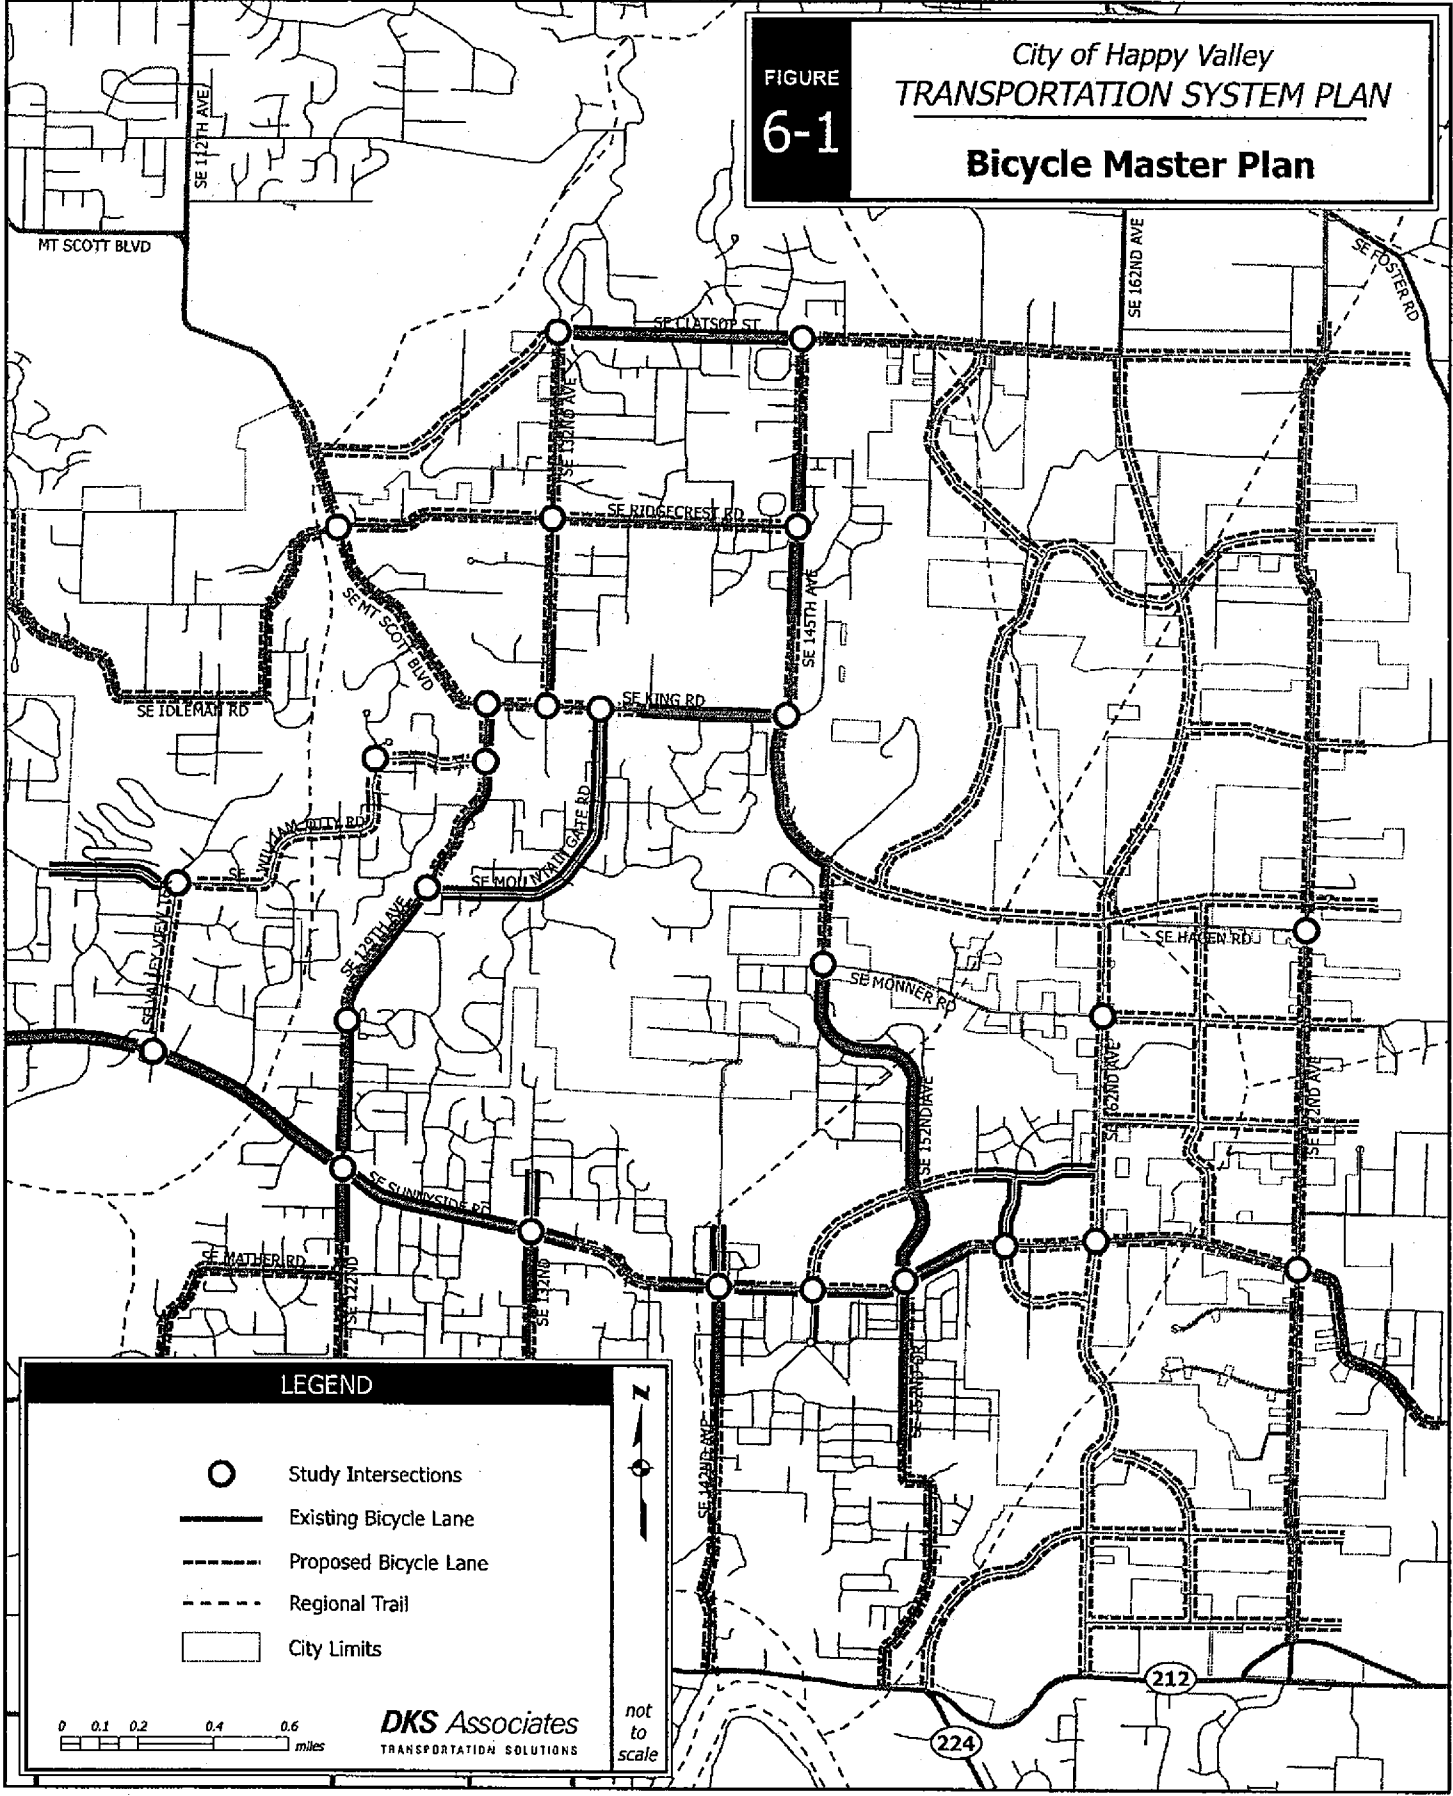 FIGURE
6-1
City of Happy Valley
TRANSPORTATION SYSTEM PLAN
Bicycle Master Plan
SE 112TH AVE
MT SCOTT BLVD
SE 162ND AVE
SE FOSTER RD
SE CLATSOP ST
SE 132ND AVE
SE RIDGECREST RD
SE MT SCOTT BLVD
SE 145TH AVE
SE IDLEMAN RD
SE KING RD
SE WILLIAM OTTY RD
SE MOUNTAIN GATE RD
SE 129TH AVE
SE VALLEY VIEW
SE HAGEN RD
SE MONNER RD
SE 152ND AVE
SE 162ND AVE
SE 172ND AVE
SE SUNNYSIDE RD
SE MATHER RD
SE 122ND
SE 132ND
SE 142ND AVE
SE 152ND DR
212
224
LEGEND
Study Intersections
Existing Bicycle Lane
Proposed Bicycle Lane
Regional Trail
City Limits
0 0.1 0.2 0.4 0.6
miles
DKS Associates
TRANSPORTATION SOLUTIONS
N
not
to
scale